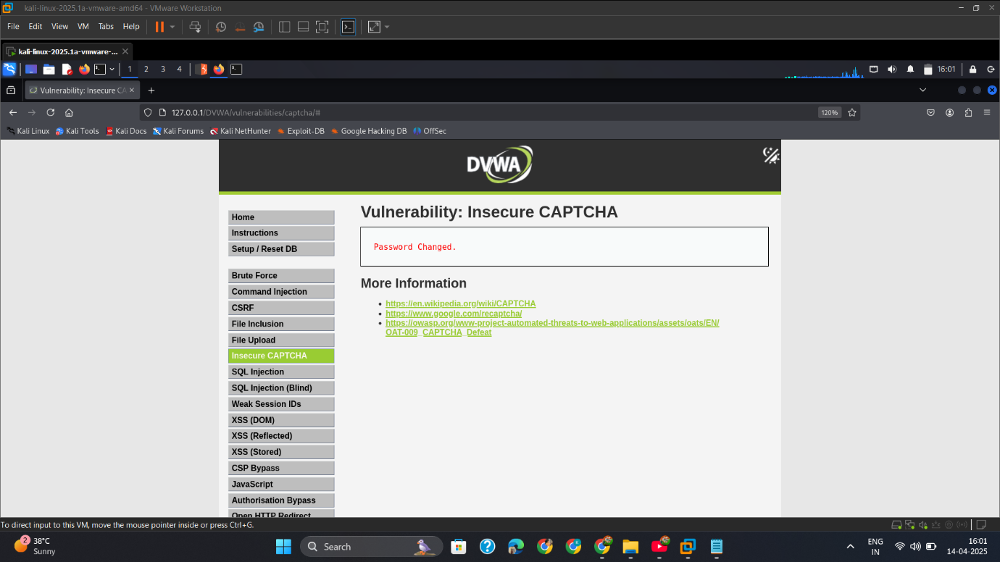 kali-linux-2025.1a-vmware-amd64 - VMware Workstation
File Edit View VM Tabs Help
kali-linux-2025.1a-vmware-...
1 2 3 4 16:01
Vulnerability: Insecure CA
127.0.0.1/DVWA/vulnerabilities/captcha/# 120%
Kali Linux Kali Tools Kali Docs Kali Forums Kali NetHunter Exploit-DB Google Hacking DB OffSec
DVWA
Home
Instructions
Setup / Reset DB
Brute Force
Command Injection
CSRF
File Inclusion
File Upload
Insecure CAPTCHA
SQL Injection
SQL Injection (Blind)
Weak Session IDs
XSS (DOM)
XSS (Reflected)
XSS (Stored)
CSP Bypass
JavaScript
Authorisation Bypass
Open HTTP Redirect
Vulnerability: Insecure CAPTCHA
Password Changed.
More Information
https://en.wikipedia.org/wiki/CAPTCHA
https://www.google.com/recaptcha/
https://owasp.org/www-project-automated-threats-to-web-applications/assets/oats/EN/
OAT-009_CAPTCHA_Defeat
To direct input to this VM, move the mouse pointer inside or press Ctrl+G.
2
38°C
Sunny
Search
ENG
IN
16:01
14-04-2025